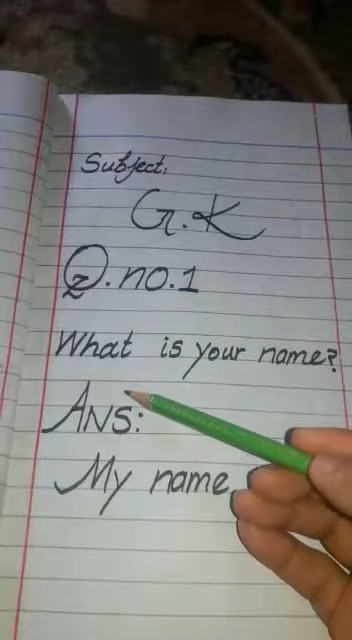 Subject:
G.K
Q.no.1
What is your name?
Ans:
My name